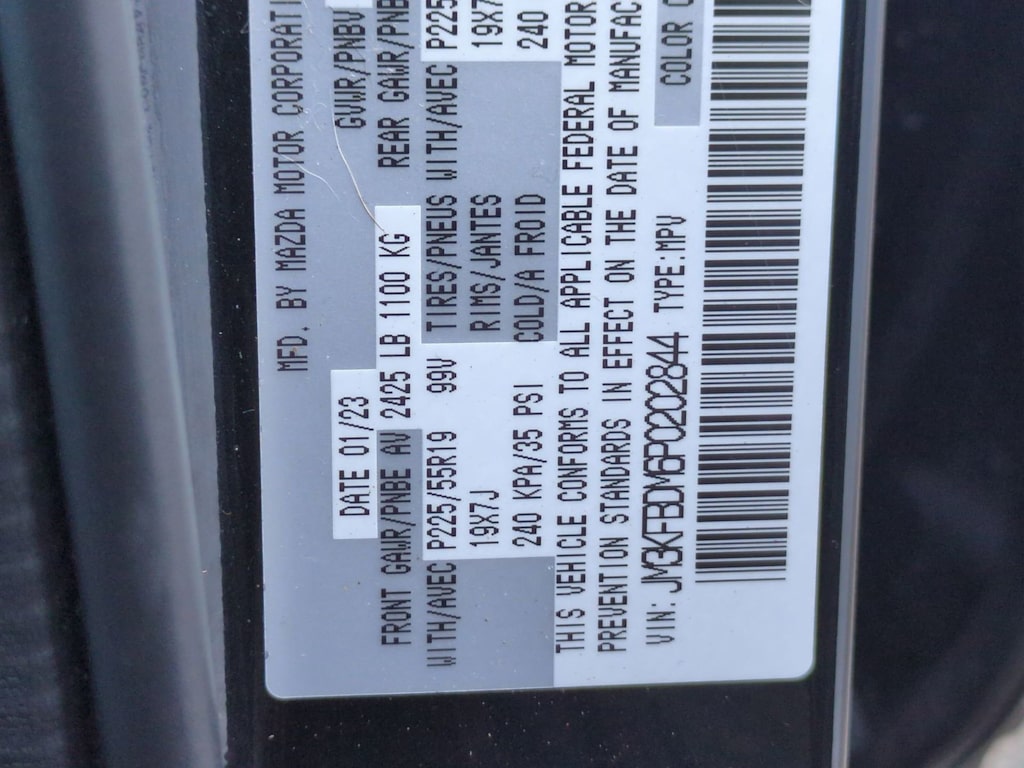 MFD. BY MAZDA MOTOR CORPORATI
DATE 01/23 GVWR/PNBV
FRONT GAWR/PNBE AV 2425 LB 1100 KG REAR GAWR/PNB
WITH/AVEC P225/55R19 99V TIRES/PNEUS WITH/AVEC P225
19X7J RIMS/JANTES 19X7
240 KPA/35 PSI COLD/A FROID 240
THIS VEHICLE CONFORMS TO ALL APPLICABLE FEDERAL MOTOR
PREVENTION STANDARDS IN EFFECT ON THE DATE OF MANUFAC
VIN: JM3KFBDM6P0202844 TYPE:MPV COLOR